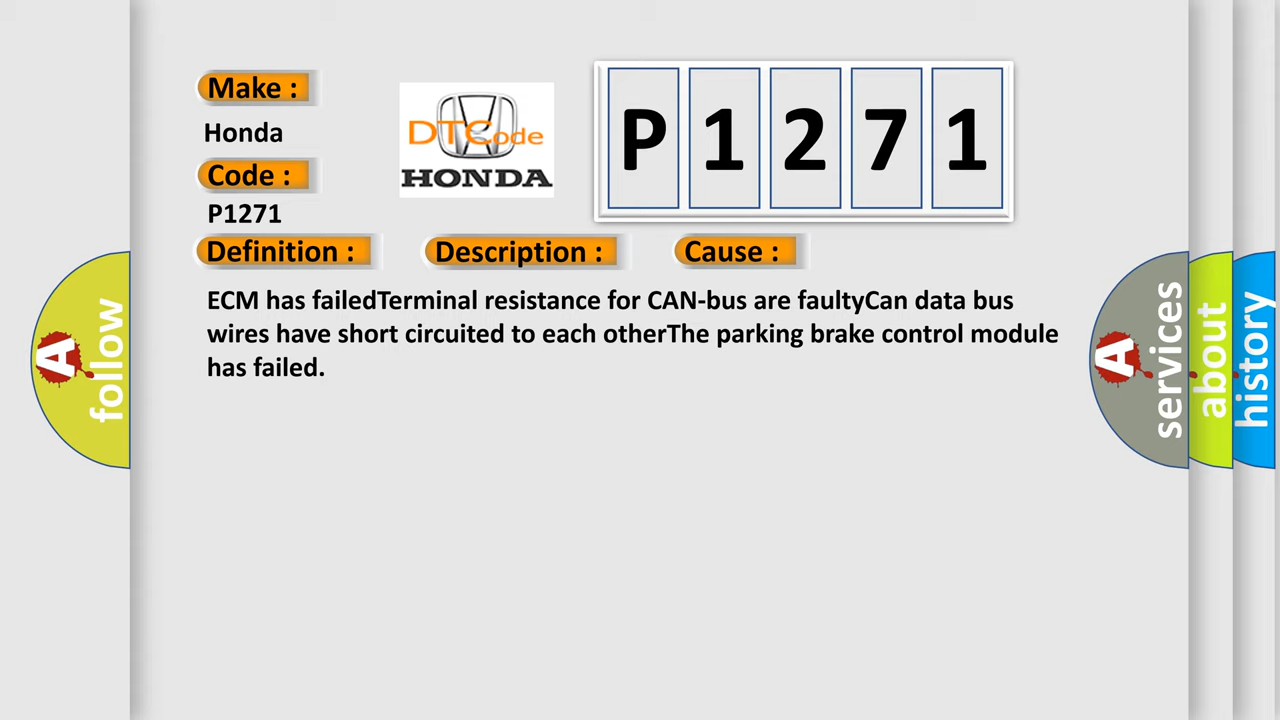 Make :
Honda
Code :
P1271
DTCode
HONDA
P 1 2 7 1
Definition :
Description :
Cause :
ECM has failedTerminal resistance for CAN-bus are faultyCan data bus
wires have short circuited to each otherThe parking brake control module
has failed.
A follow
A services
about
history